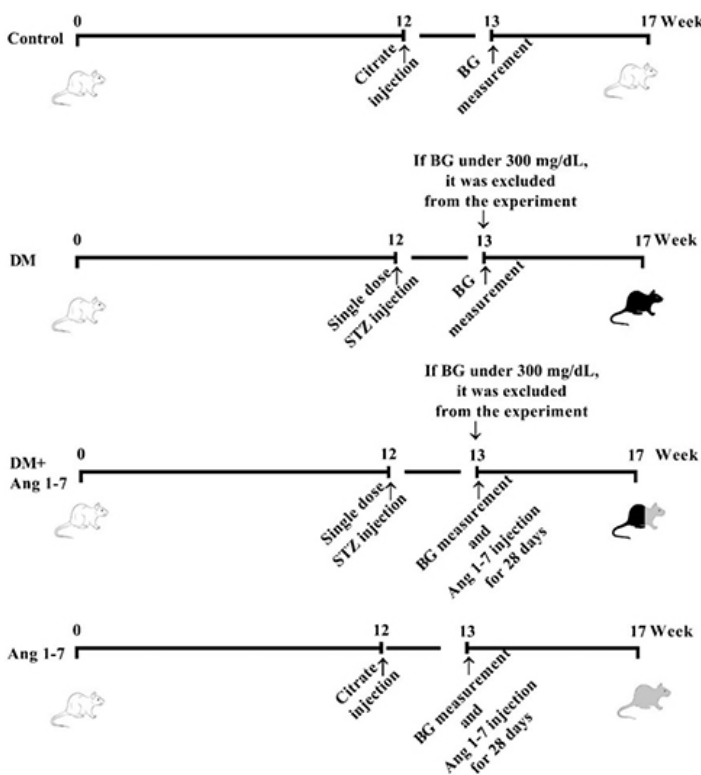 0 12 13 17 Week
Control
Citrate
injection
BG
measurement
If BG under 300 mg/dL,
it was excluded
from the experiment
0 12 13 17 Week
DM
Single dose
STZ injection
BG
measurement
If BG under 300 mg/dL,
it was excluded
from the experiment
0 12 13 17 Week
DM+
Ang 1-7
Single dose
STZ injection
BG measurement
and
Ang 1-7 injection
for 28 days
0 12 13 17 Week
Ang 1-7
Citrate
injection
BG measurement
and
Ang 1-7 injection
for 28 days